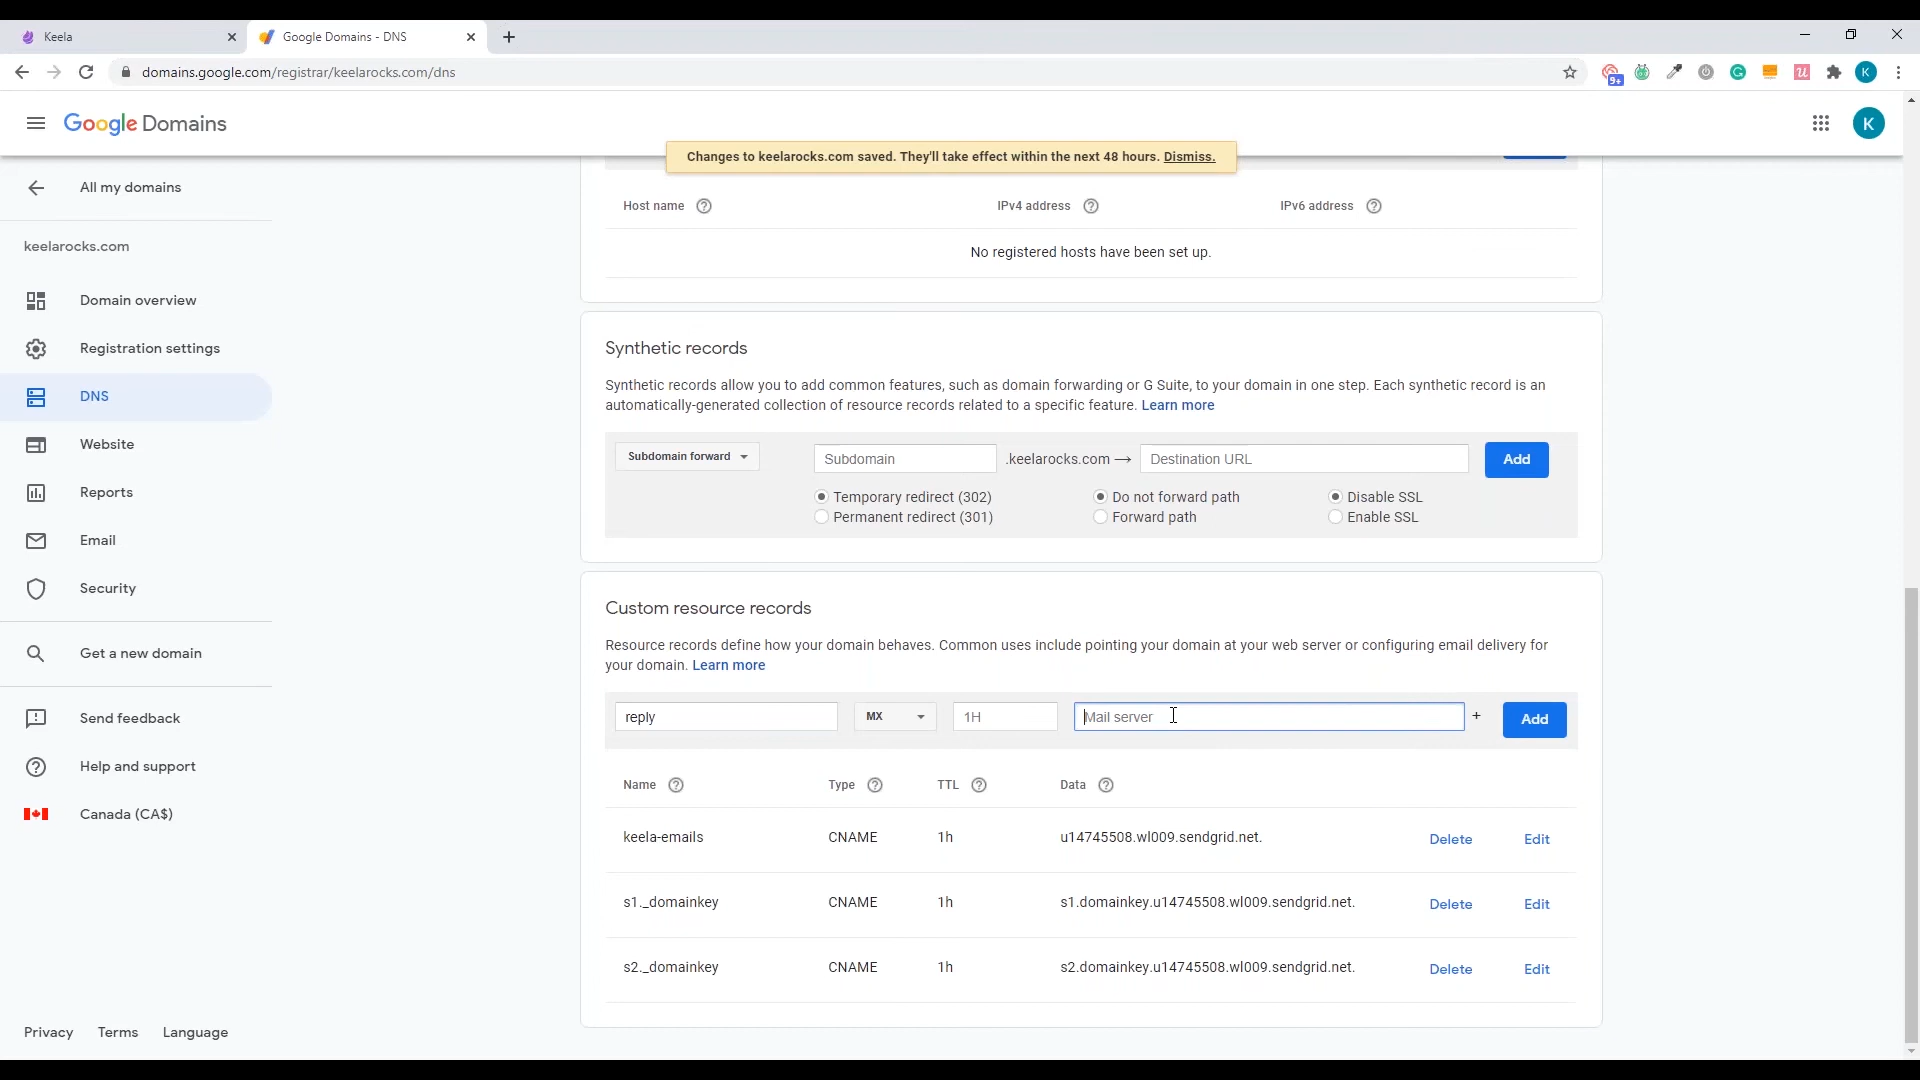 Keela
Google Domains - DNS
domains.google.com/registrar/keelarocks.com/dns
9+
K
Google Domains
K
Changes to keelarocks.com saved. They'll take effect within the next 48 hours. Dismiss.
All my domains
keelarocks.com
Domain overview
Registration settings
DNS
Website
Reports
Email
Security
Get a new domain
Send feedback
Help and support
Canada (CA$)
Privacy Terms Language
Host name IPv4 address IPv6 address
No registered hosts have been set up.
Synthetic records
Synthetic records allow you to add common features, such as domain forwarding or G Suite, to your domain in one step. Each synthetic record is an
automatically-generated collection of resource records related to a specific feature. Learn more
Subdomain forward Subdomain .keelarocks.com → Destination URL Add
Temporary redirect (302) Do not forward path Disable SSL
Permanent redirect (301) Forward path Enable SSL
Custom resource records
Resource records define how your domain behaves. Common uses include pointing your domain at your web server or configuring email delivery for
your domain. Learn more
reply MX 1H Mail server + Add
Name Type TTL Data
keela-emails CNAME 1h u14745508.wl009.sendgrid.net. Delete Edit
s1._domainkey CNAME 1h s1.domainkey.u14745508.wl009.sendgrid.net. Delete Edit
s2._domainkey CNAME 1h s2.domainkey.u14745508.wl009.sendgrid.net. Delete Edit